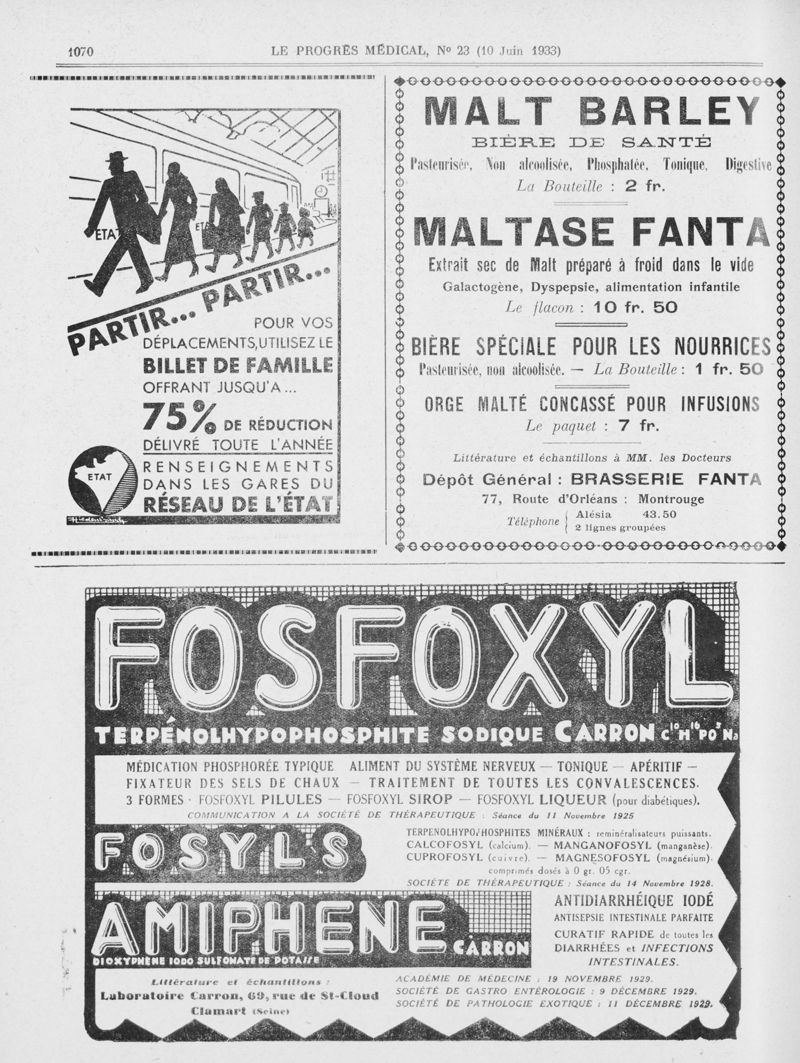 1070
LE PROGRÈS MÉDICAL, N° 23 (10 Juin 1933)
ETAT
ETA
PARTIR... PARTIR...
POUR VOS
DÉPLACEMENTS, UTILISEZ LE
BILLET DE FAMILLE
OFFRANT JUSQU'A...
75% DE RÉDUCTION
DÉLIVRÉ TOUTE L'ANNÉE
ETAT
RENSEIGNEMENTS
DANS LES GARES DU
RÉSEAU DE L'ÉTAT
MALT BARLEY
BIÈRE DE SANTÉ
Pasteurisée, Non alcoolisée, Phosphatée, Tonique, Digestive
La Bouteille : 2 fr.
MALTASE FANTA
Extrait sec de Malt préparé à froid dans le vide
Galactogène, Dyspepsie, alimentation infantile
Le flacon : 10 fr. 50
BIÈRE SPÉCIALE POUR LES NOURRICES
Pasteurisée, non alcoolisée. — La Bouteille : 1 fr. 50
ORGE MALTÉ CONCASSÉ POUR INFUSIONS
Le paquet : 7 fr.
Littérature et échantillons à MM. les Docteurs
Dépôt Général : BRASSERIE FANTA
77, Route d'Orléans : Montrouge
Téléphone { Alésia 43.50
2 lignes groupées
FOSFOXYL
TERPÉNOLHYPOPHOSPHITE SODIQUE CARRON C¹⁰H¹⁶PO³Na
MÉDICATION PHOSPHORÉE TYPIQUE ALIMENT DU SYSTÈME NERVEUX — TONIQUE — APÉRITIF —
FIXATEUR DES SELS DE CHAUX — TRAITEMENT DE TOUTES LES CONVALESCENCES.
3 FORMES · FOSFOXYL PILULES — FOSFOXYL SIROP — FOSFOXYL LIQUEUR (pour diabétiques).
COMMUNICATION A LA SOCIÉTÉ DE THÉRAPEUTIQUE : Séance du 11 Novembre 1925
FOSYLS
TERPENOLHYPOPHOSPHITES MINÉRAUX : reminéralisateurs puissants.
CALCOFOSYL (calcium). — MANGANOFOSYL (manganèse).
CUPROFOSYL (cuivre). — MAGNESOFOSYL (magnésium).
comprimés dosés à 0 gr. 05 cgr.
SOCIÉTÉ DE THÉRAPEUTIQUE : Séance du 14 Novembre 1928.
AMIPHENE CARRON
DIOXYPHÉNE IODO SULFONATE DE POTASSE
ANTIDIARRHÉIQUE IODÉ
ANTISEPSIE INTESTINALE PARFAITE
CURATIF RAPIDE de toutes les
DIARRHÉES et INFECTIONS
INTESTINALES.
Littérature et échantillons :
Laboratoire Carron, 69, rue de St-Cloud
Clamart (Seine)
ACADÉMIE DE MÉDECINE : 19 NOVEMBRE 1929.
SOCIÉTÉ DE GASTRO ENTÉROLOGIE : 9 DÉCEMBRE 1929.
SOCIÉTÉ DE PATHOLOGIE EXOTIQUE : 11 DÉCEMBRE 1929.